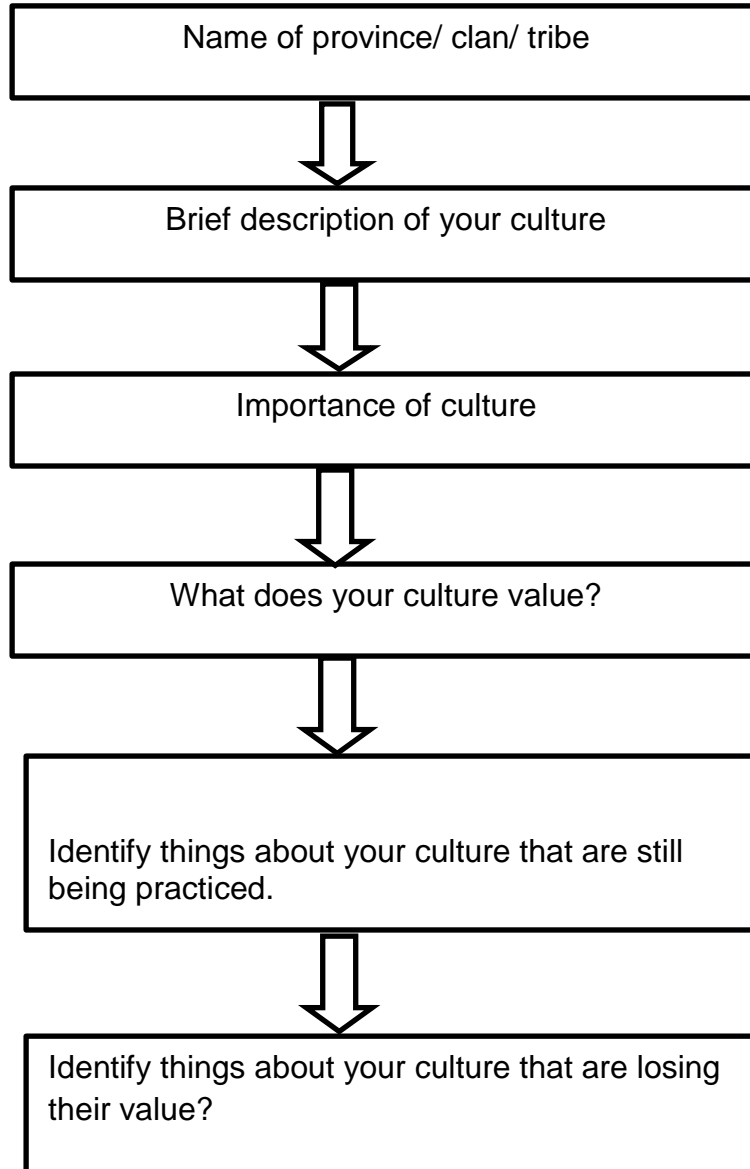 Name of province/ clan/ tribe
Brief description of your culture
Importance of culture
What does your culture value?
Identify things about your culture that are still
being practiced.
Identify things about your culture that are losing
their value?